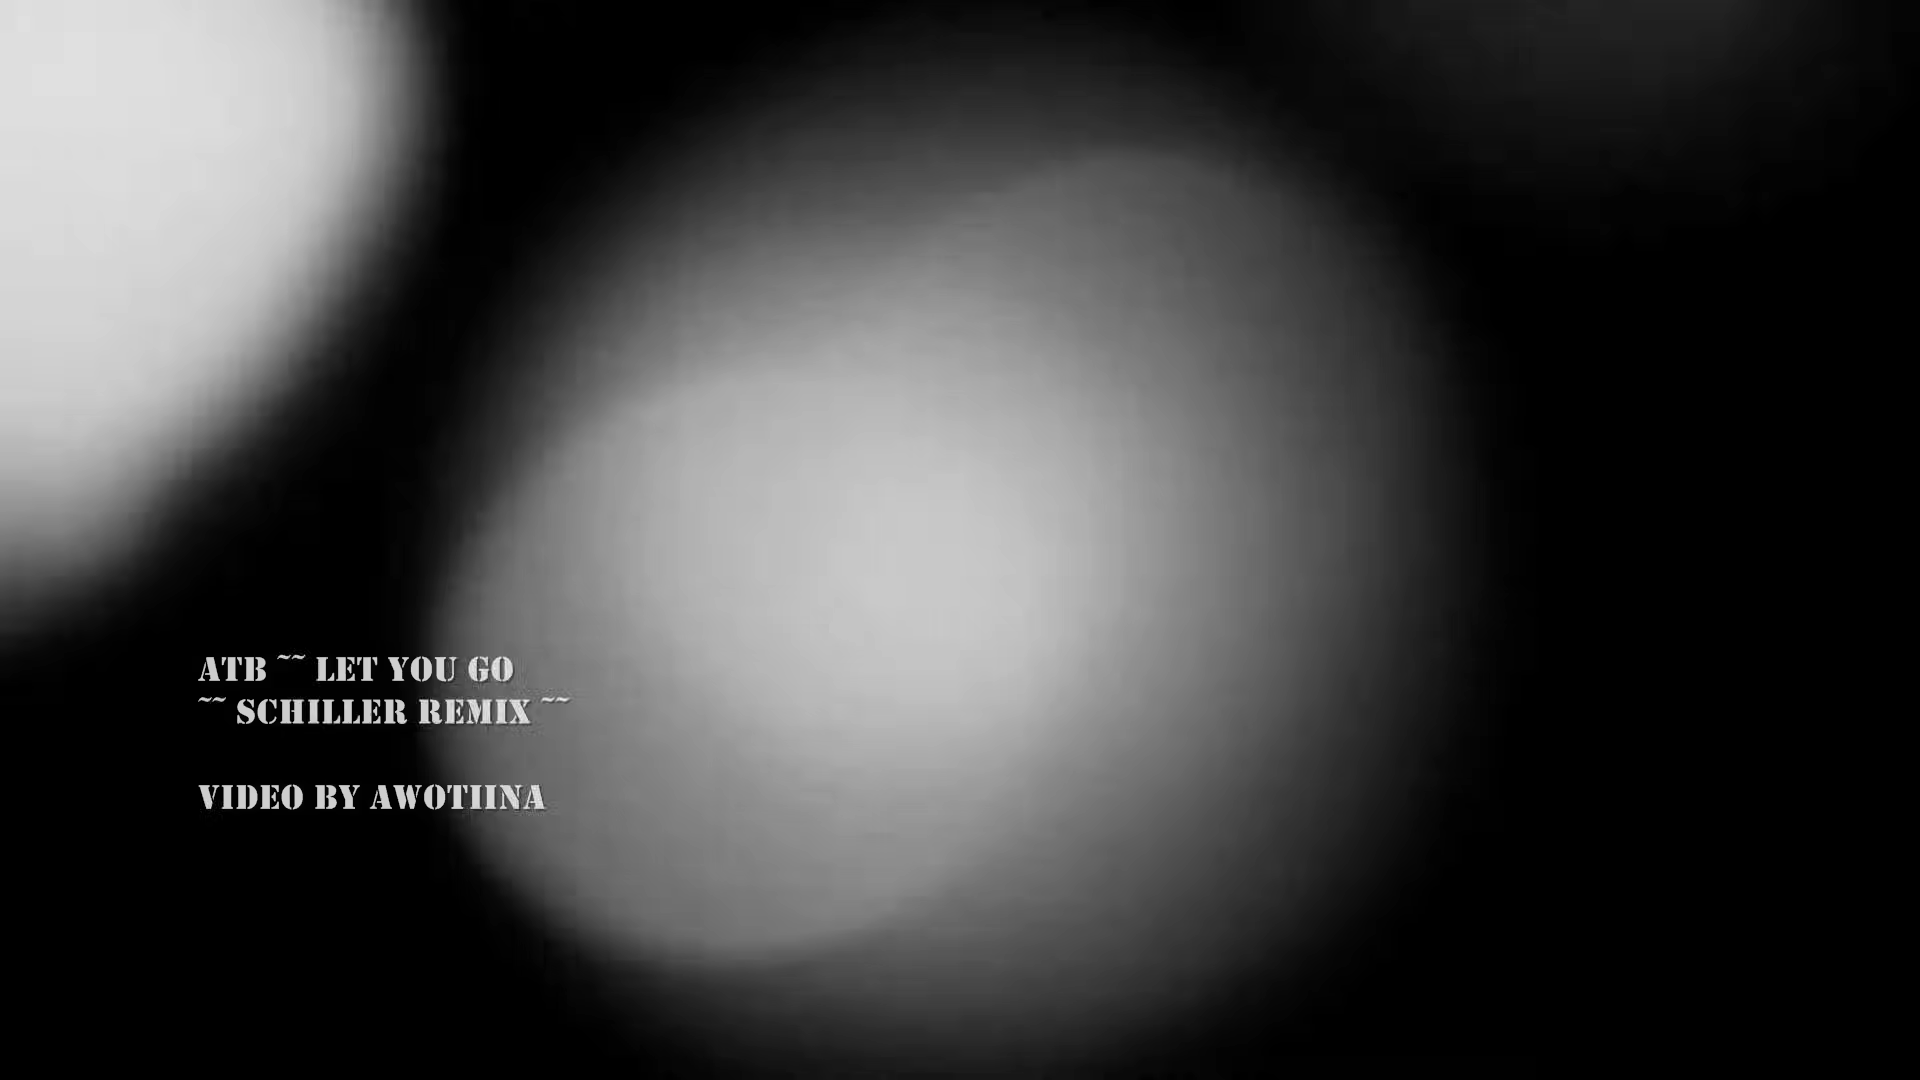 ATB ~~ LET YOU GO
~~ SCHILLER REMIX ~~
VIDEO BY AWOTIINA